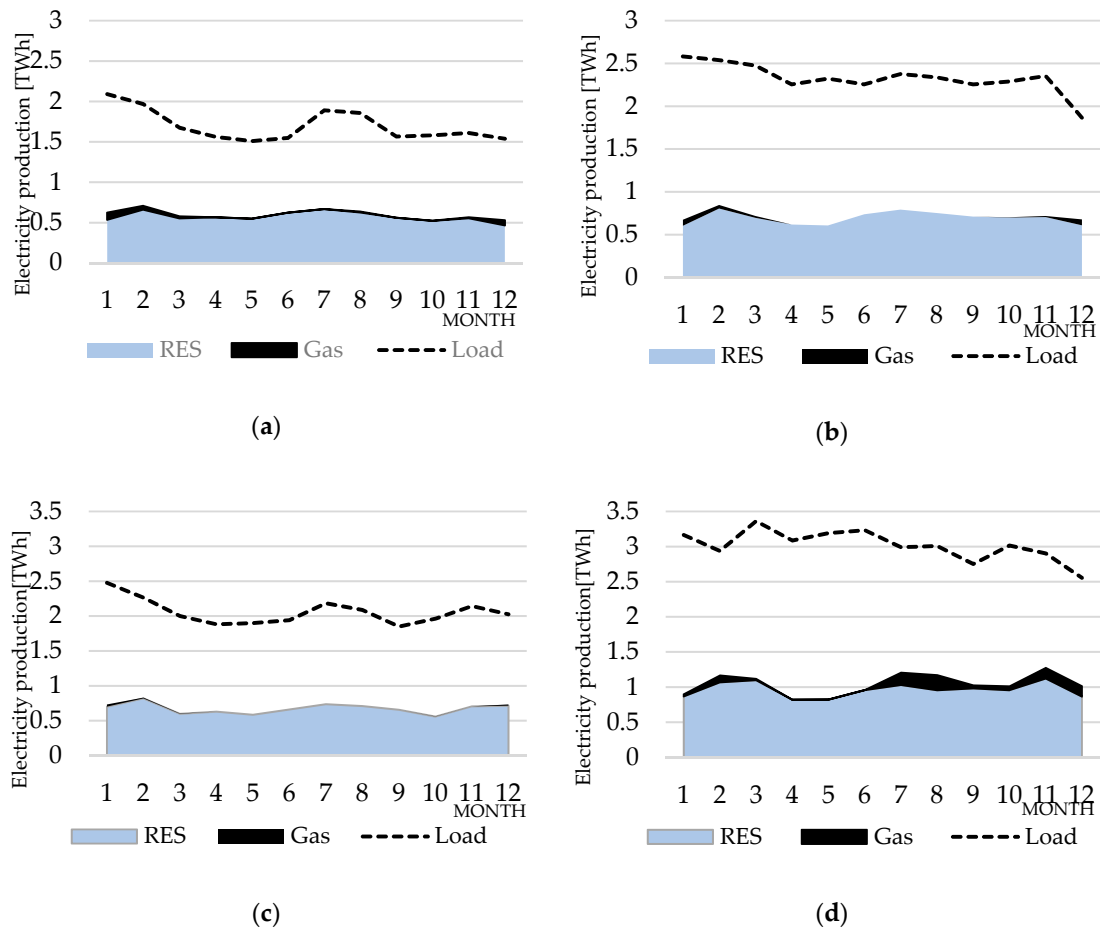 Electricity production [TWh]
3
2.5
2
1.5
1
0.5
0
1 2 3 4 5 6 7 8 9 10 11 12
MONTH
RES Gas Load
(a)
Electricity production [TWh]
3
2.5
2
1.5
1
0.5
0
1 2 3 4 5 6 7 8 9 10 11 12
MONTH
RES Gas Load
(b)
Electricity production[TWh]
3.5
3
2.5
2
1.5
1
0.5
0
1 2 3 4 5 6 7 8 9 10 11 12
MONTH
RES Gas Load
(c)
Electricity production[TWh]
3.5
3
2.5
2
1.5
1
0.5
0
1 2 3 4 5 6 7 8 9 10 11 12
MONTH
RES Gas Load
(d)